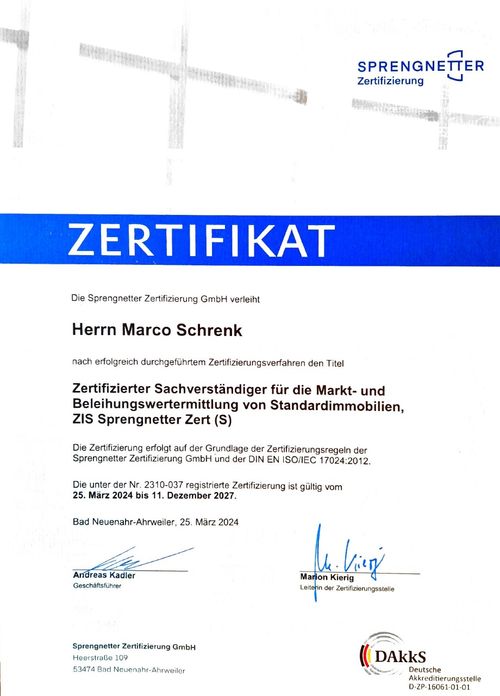 SPRENGNETTER
Zertifizierung
ZERTIFIKAT
Die Sprengnetter Zertifizierung GmbH verleiht
Herrn Marco Schrenk
nach erfolgreich durchgeführtem Zertifizierungsverfahren den Titel
Zertifizierter Sachverständiger für die Markt- und
Beleihungswertermittlung von Standardimmobilien,
ZIS Sprengnetter Zert (S)
Die Zertifizierung erfolgt auf der Grundlage der Zertifizierungsregeln der
Sprengnetter Zertifizierung GmbH und der DIN EN ISO/IEC 17024:2012.
Die unter der Nr. 2310-037 registrierte Zertifizierung ist gültig vom
25. März 2024 bis 11. Dezember 2027.
Bad Neuenahr-Ahrweiler, 25. März 2024
M. Kierig
Andreas Kadler
Geschäftsführer
Marion Kierig
Leiterin der Zertifizierungsstelle
Sprengnetter Zertifizierung GmbH
Heerstraße 109
53474 Bad Neuenahr-Ahrweiler
DAkkS
Deutsche
Akkreditierungsstelle
D-ZP-16061-01-01